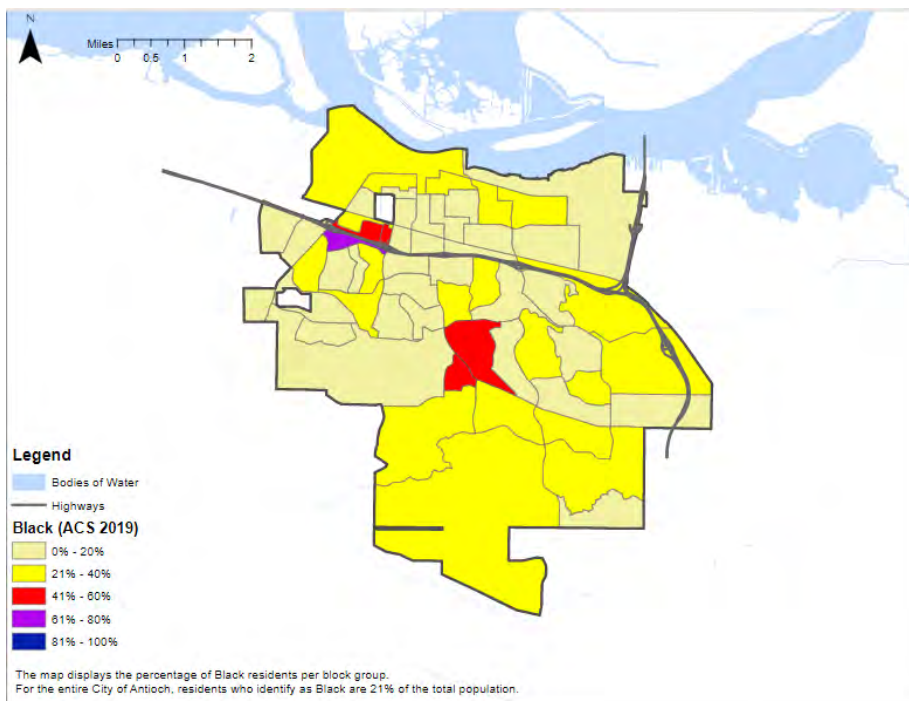 N
Miles
0 0.5 1 2
Legend
Bodies of Water
Highways
Black (ACS 2019)
0% - 20%
21% - 40%
41% - 60%
61% - 80%
81% - 100%
The map displays the percentage of Black residents per block group.
For the entire City of Antioch, residents who identify as Black are 21% of the total population.